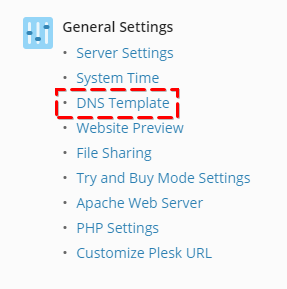 General Settings
• Server Settings
• System Time
• DNS Template
• Website Preview
• File Sharing
• Try and Buy Mode Settings
• Apache Web Server
• PHP Settings
• Customize Plesk URL